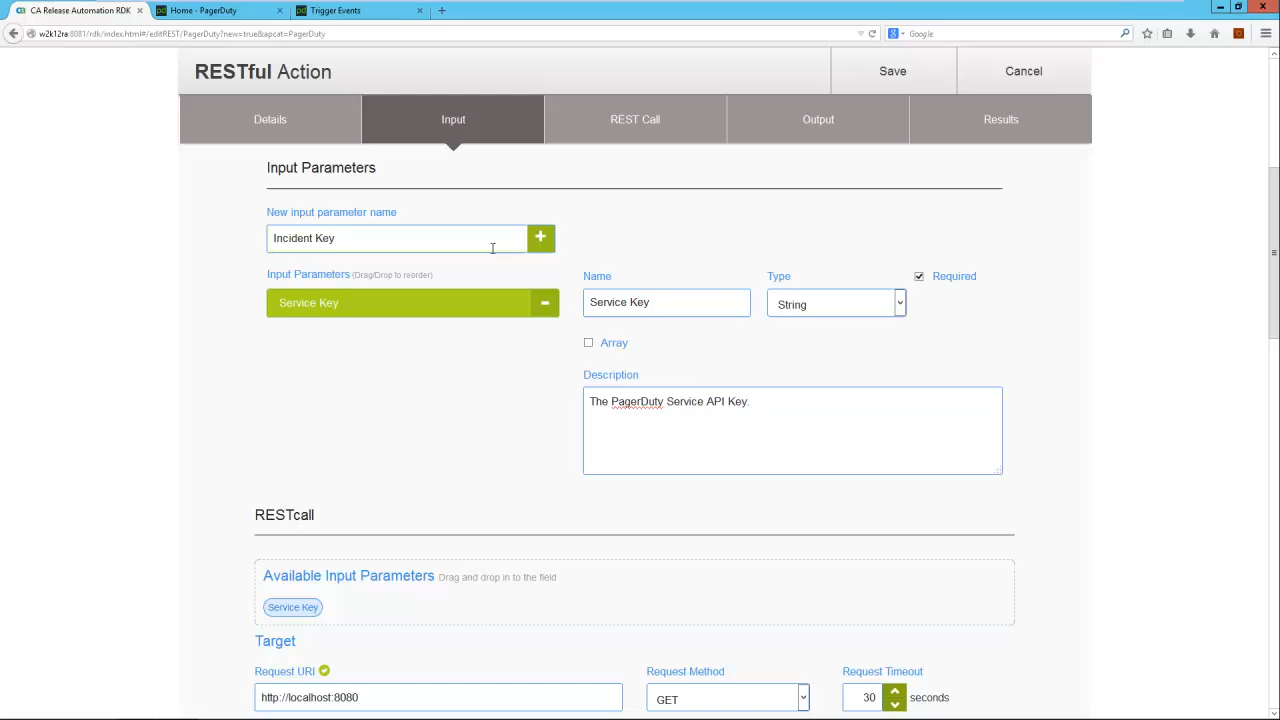 CA Release Automation RDK
Home - PagerDuty
Trigger Events
w2k12ra:8081/rdk/index.html#/editREST/PagerDuty?new=true&apcat=PagerDuty
Google
RESTful Action
Save
Cancel
Details
Input
REST Call
Output
Results
Input Parameters
New input parameter name
Incident Key
Input Parameters (Drag/Drop to reorder)
Name
Type
Required
Service Key
Service Key
String
Array
Description
The PagerDuty Service API Key.
RESTcall
Available Input Parameters Drag and drop in to the field
Service Key
Target
Request URI
Request Method
Request Timeout
http://localhost:8080
GET
30 seconds